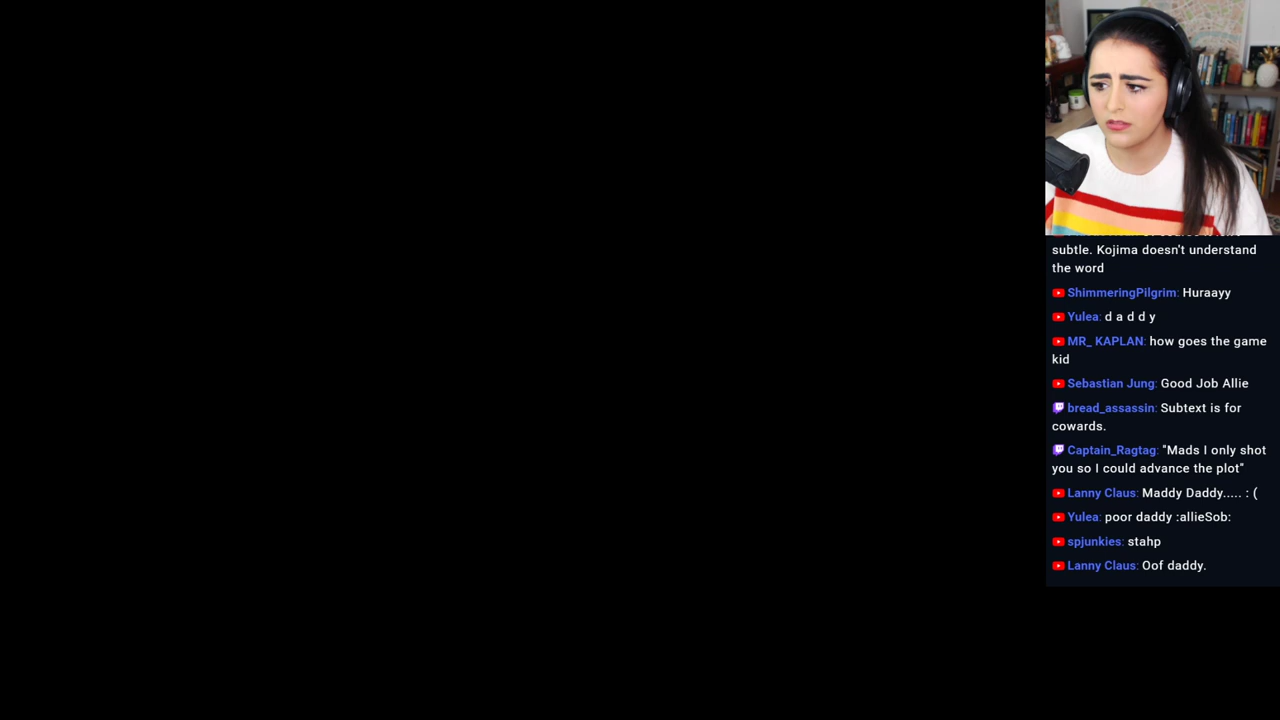 subtle. Kojima doesn't understand
the word
ShimmeringPilgrim: Huraayy
Yulea: d a d d y
MR_ KAPLAN: how goes the game
kid
Sebastian Jung: Good Job Allie
bread_assassin: Subtext is for
cowards.
Captain_Ragtag: "Mads I only shot
you so I could advance the plot"
Lanny Claus: Maddy Daddy..... : (
Yulea: poor daddy :allieSob:
spjunkies: stahp
Lanny Claus: Oof daddy.